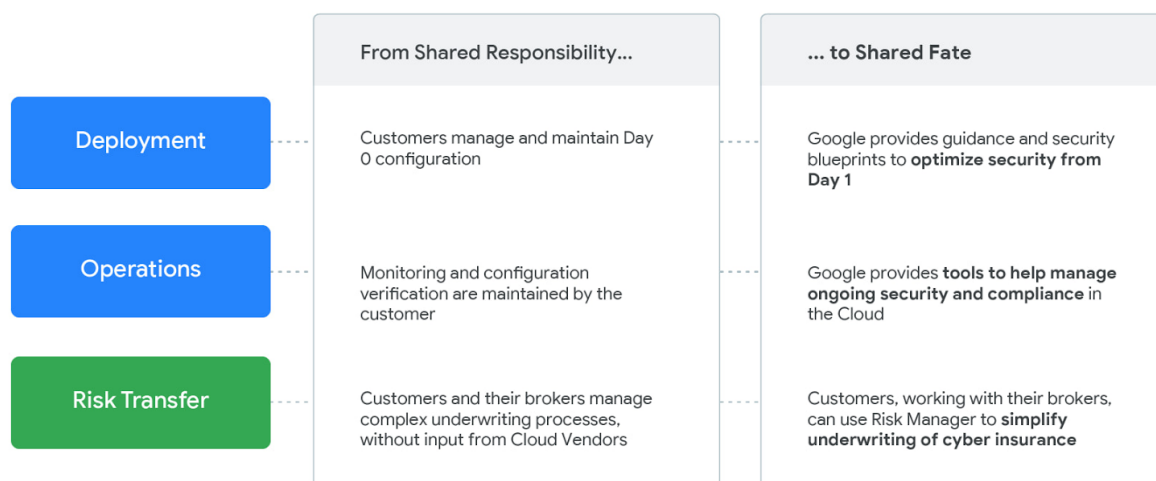 From Shared Responsibility...
... to Shared Fate
Deployment
Customers manage and maintain Day
0 configuration
Google provides guidance and security
blueprints to optimize security from
Day 1
Operations
Monitoring and configuration
verification are maintained by the
customer
Google provides tools to help manage
ongoing security and compliance in
the Cloud
Risk Transfer
Customers and their brokers manage
complex underwriting processes,
without input from Cloud Vendors
Customers, working with their brokers,
can use Risk Manager to simplify
underwriting of cyber insurance